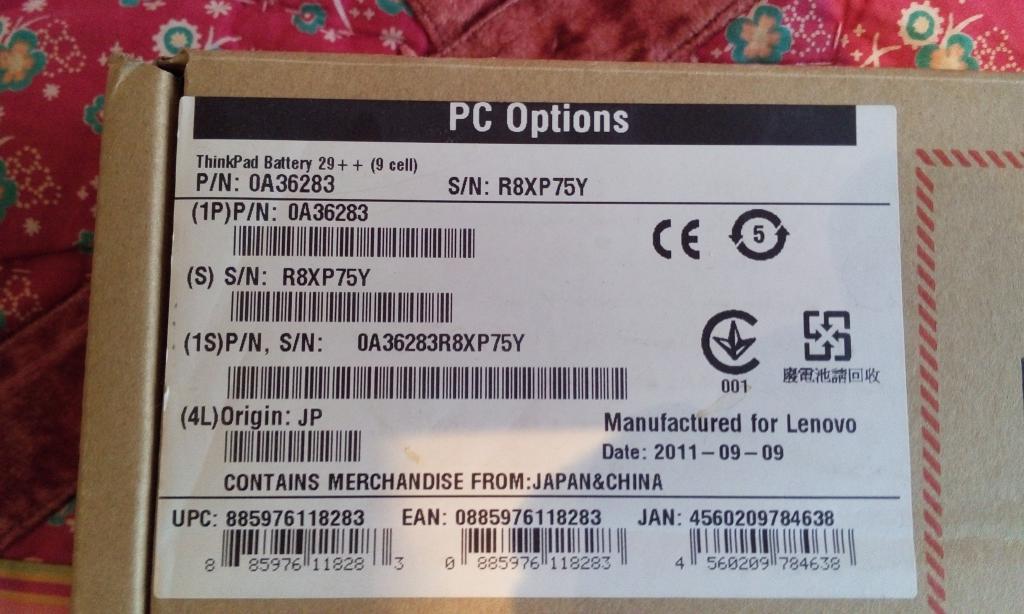 PC Options
ThinkPad Battery 29++ (9 cell)
P/N: 0A36283 S/N: R8XP75Y
(1P)P/N: 0A36283
CE 5
(S) S/N: R8XP75Y
(1S)P/N, S/N: 0A36283R8XP75Y
001 廢電池請回收
(4L)Origin: JP
Manufactured for Lenovo
Date: 2011-09-09
CONTAINS MERCHANDISE FROM:JAPAN&CHINA
UPC: 885976118283 EAN: 0885976118283 JAN: 4560209784638
8 85976 11828 3 0 885976 118283 4 560209 784638